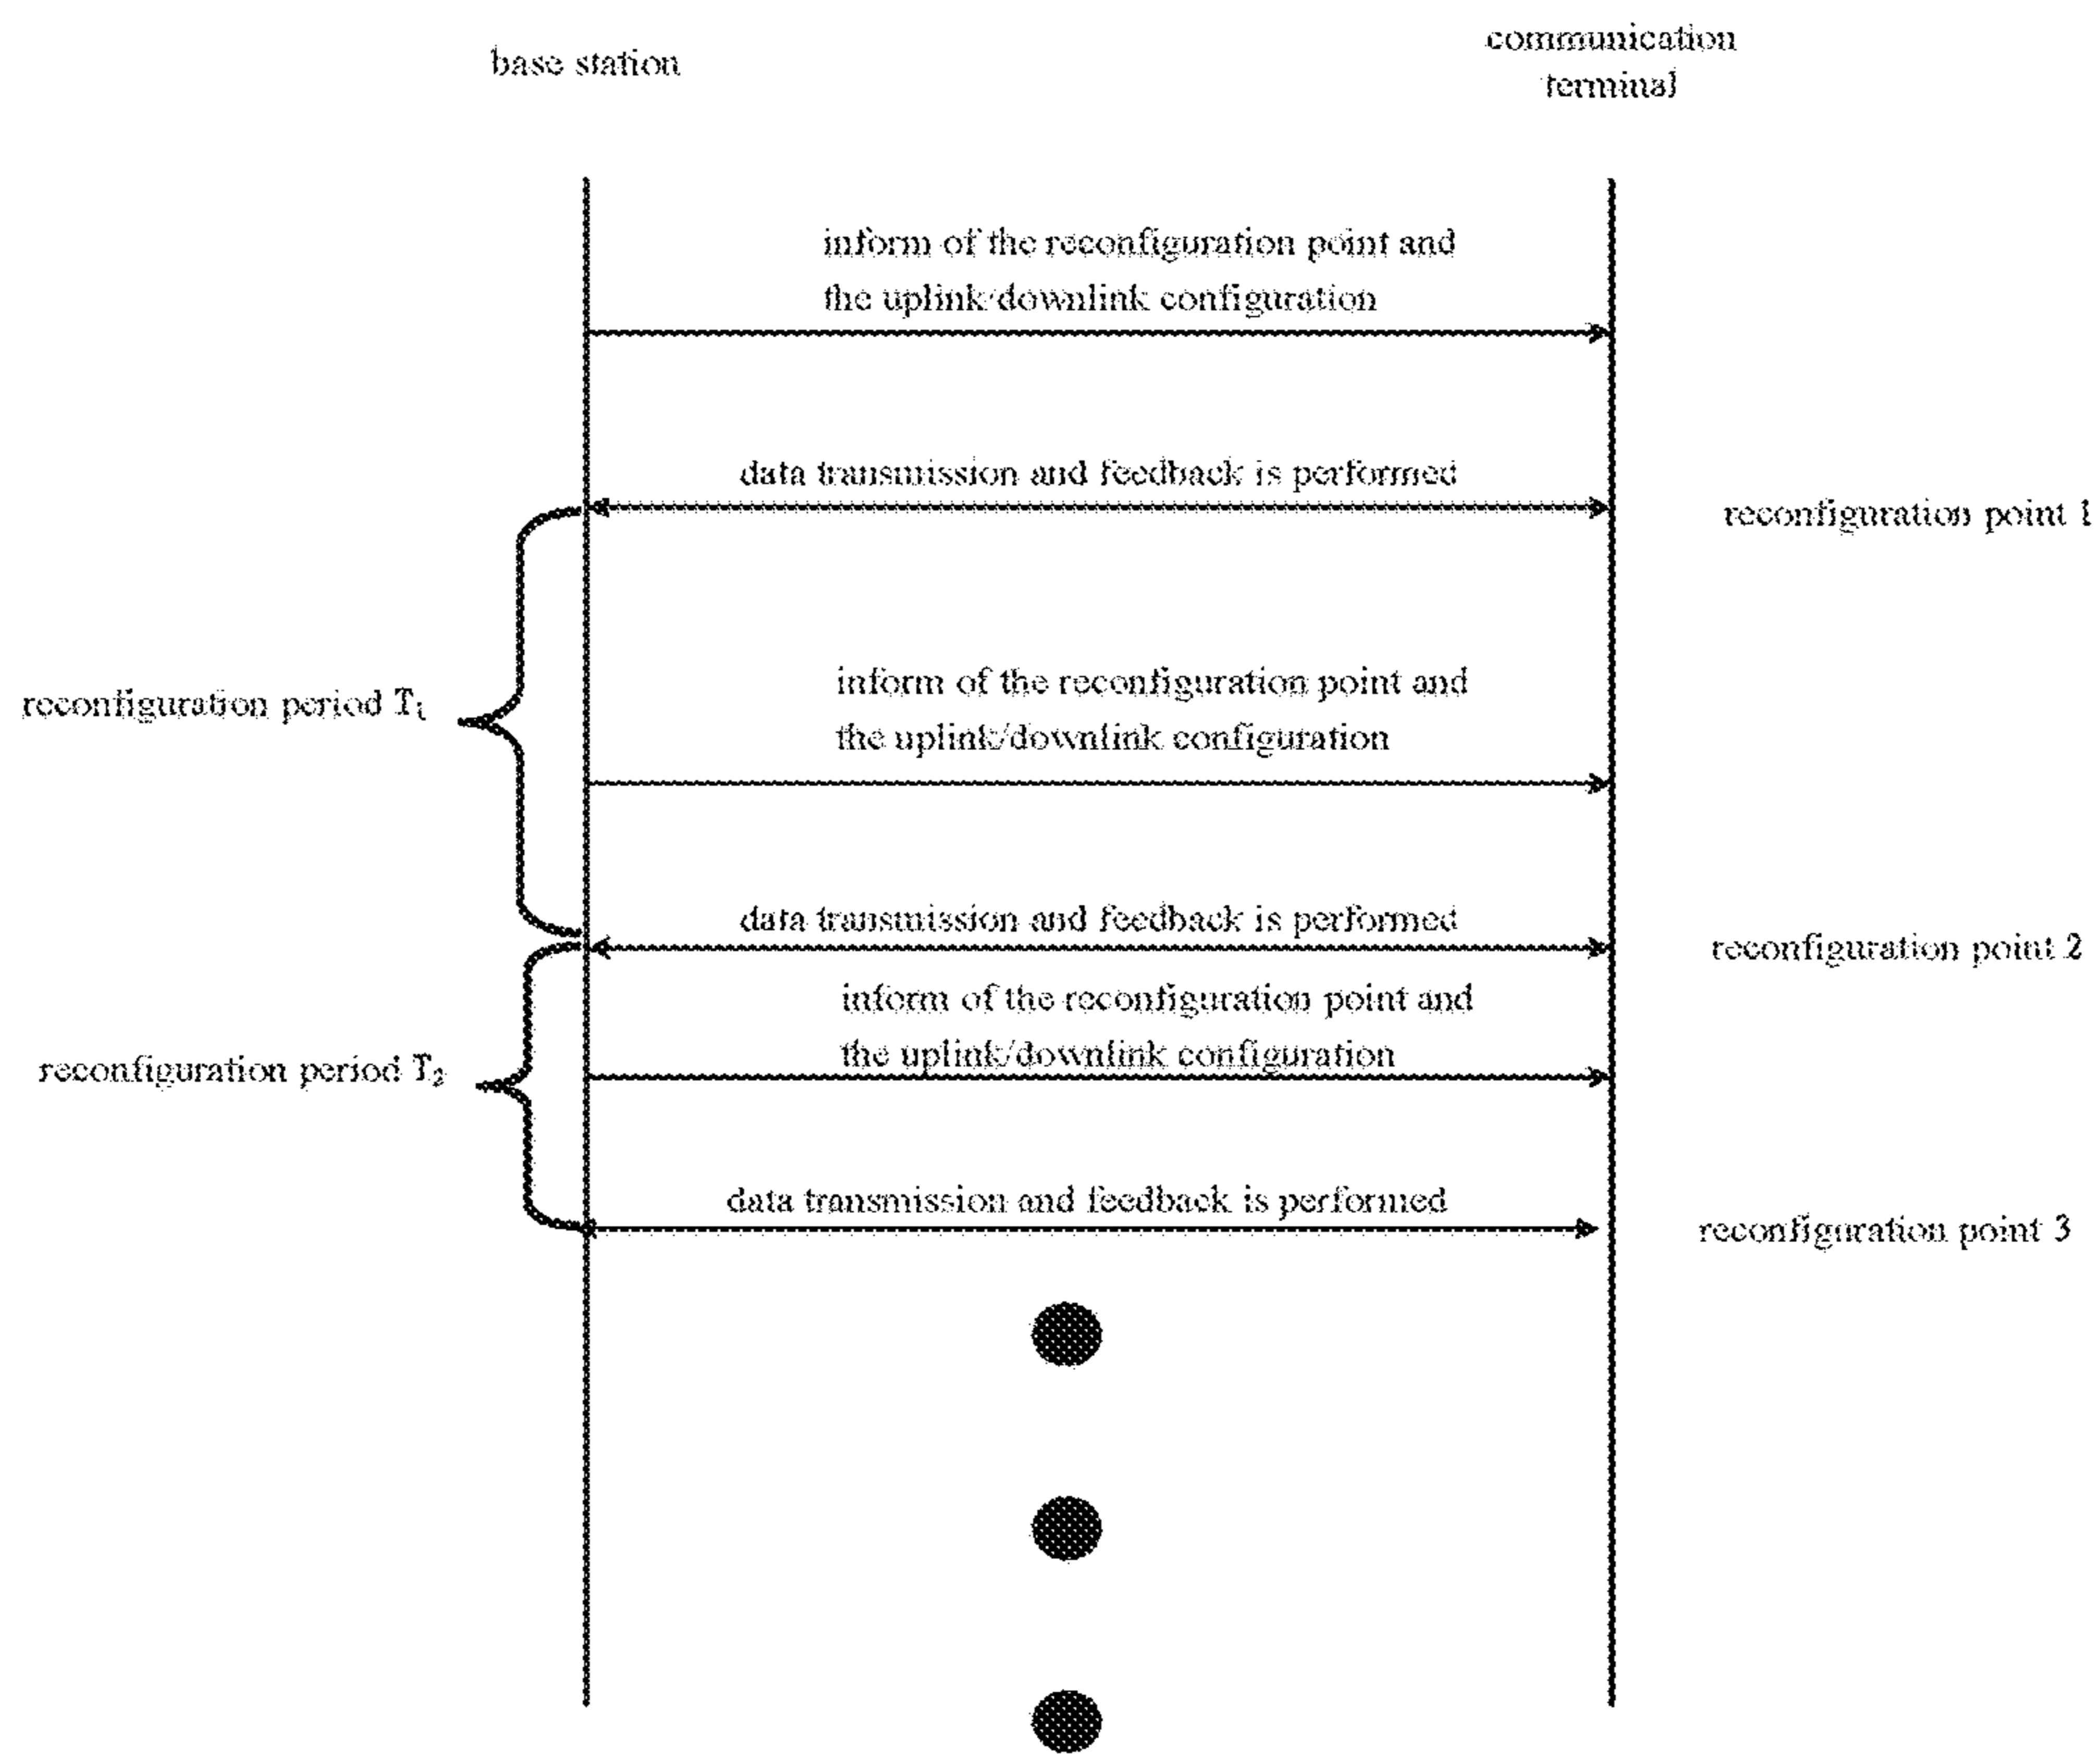 base station
communication
terminal
inform of the reconfiguration point and
the uplink/downlink configuration
data transmission and feedback is performed
reconfiguration point 1
reconfiguration period T₁
inform of the reconfiguration point and
the uplink/downlink configuration
data transmission and feedback is performed
reconfiguration point 2
inform of the reconfiguration point and
the uplink/downlink configuration
reconfiguration period T₂
data transmission and feedback is performed
reconfiguration point 3